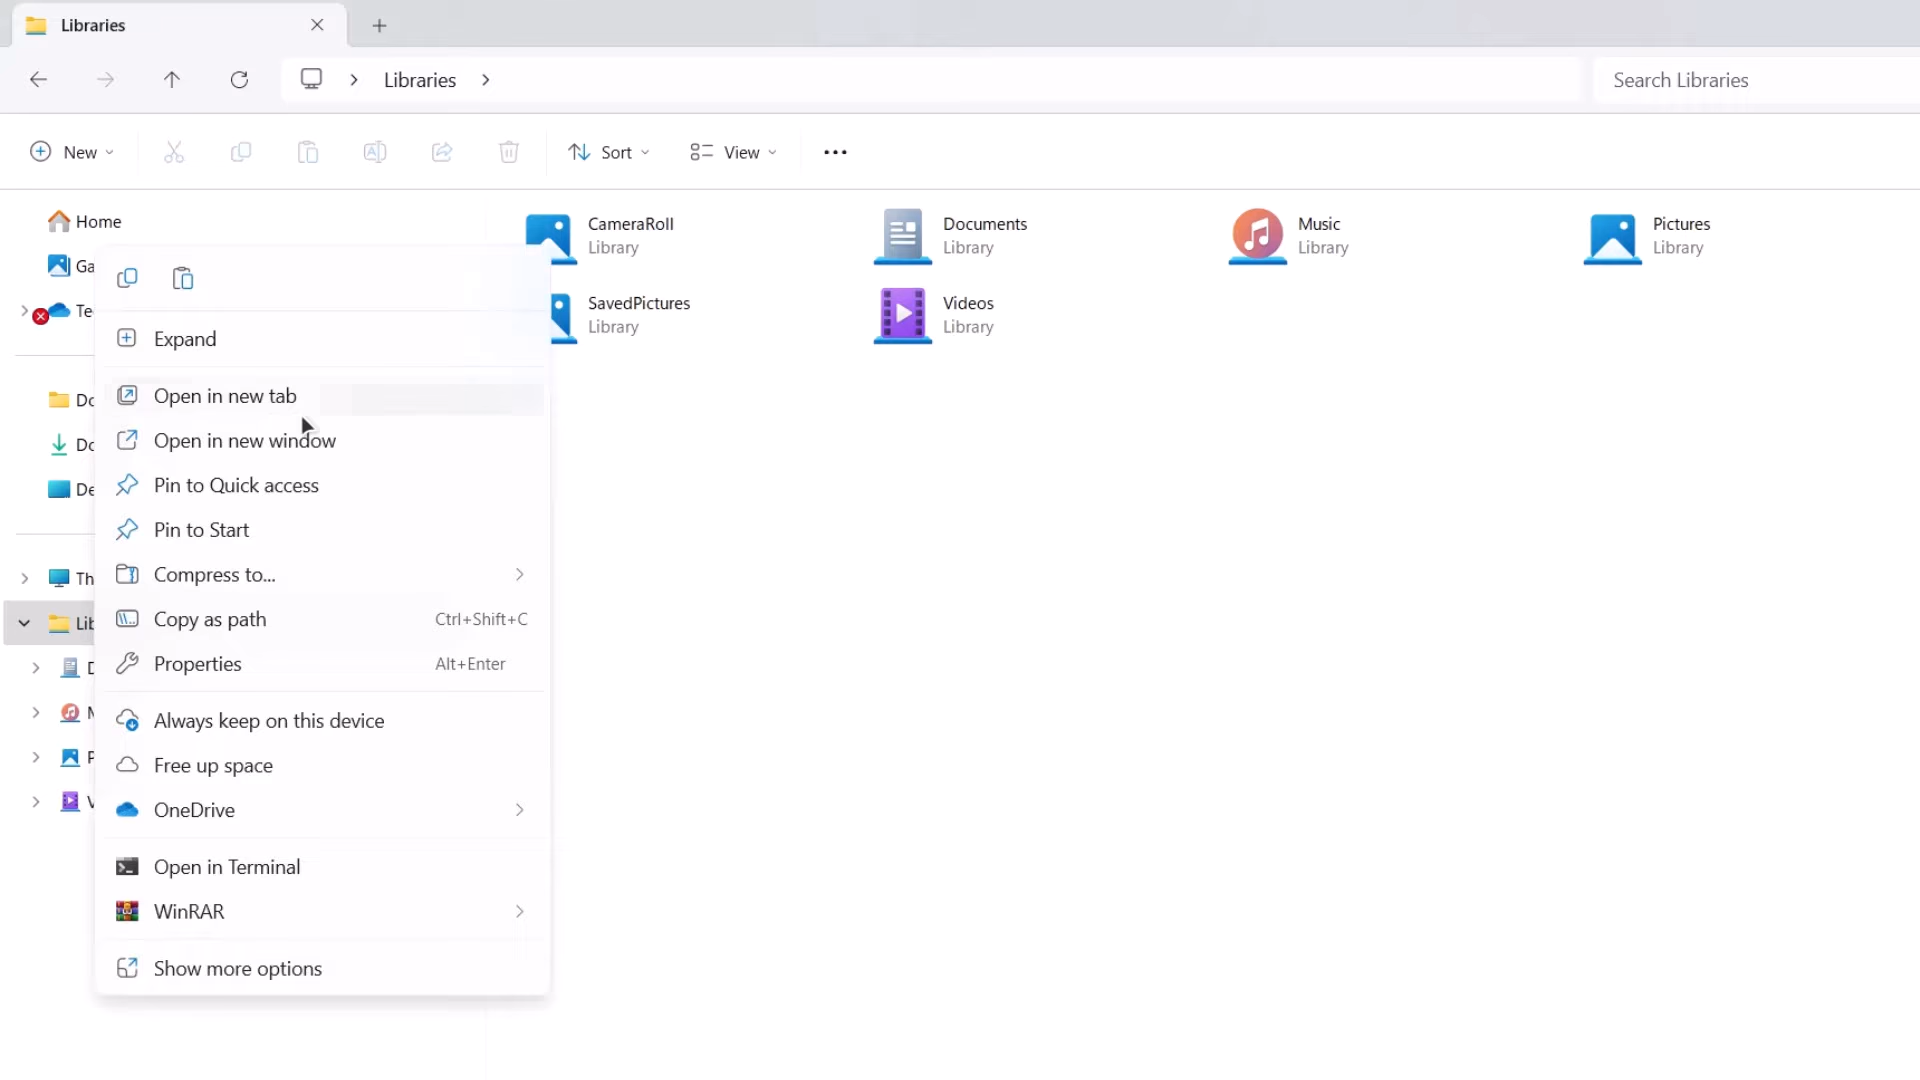 Libraries
Libraries
Search Libraries
New
Sort
View
Home
CameraRoll
Library
Documents
Library
Music
Library
Pictures
Library
SavedPictures
Library
Videos
Library
Ga
Te
Do
Do
De
Th
Lib
D
M
P
V
Expand
Open in new tab
Open in new window
Pin to Quick access
Pin to Start
Compress to...
Copy as path Ctrl+Shift+C
Properties Alt+Enter
Always keep on this device
Free up space
OneDrive
Open in Terminal
WinRAR
Show more options